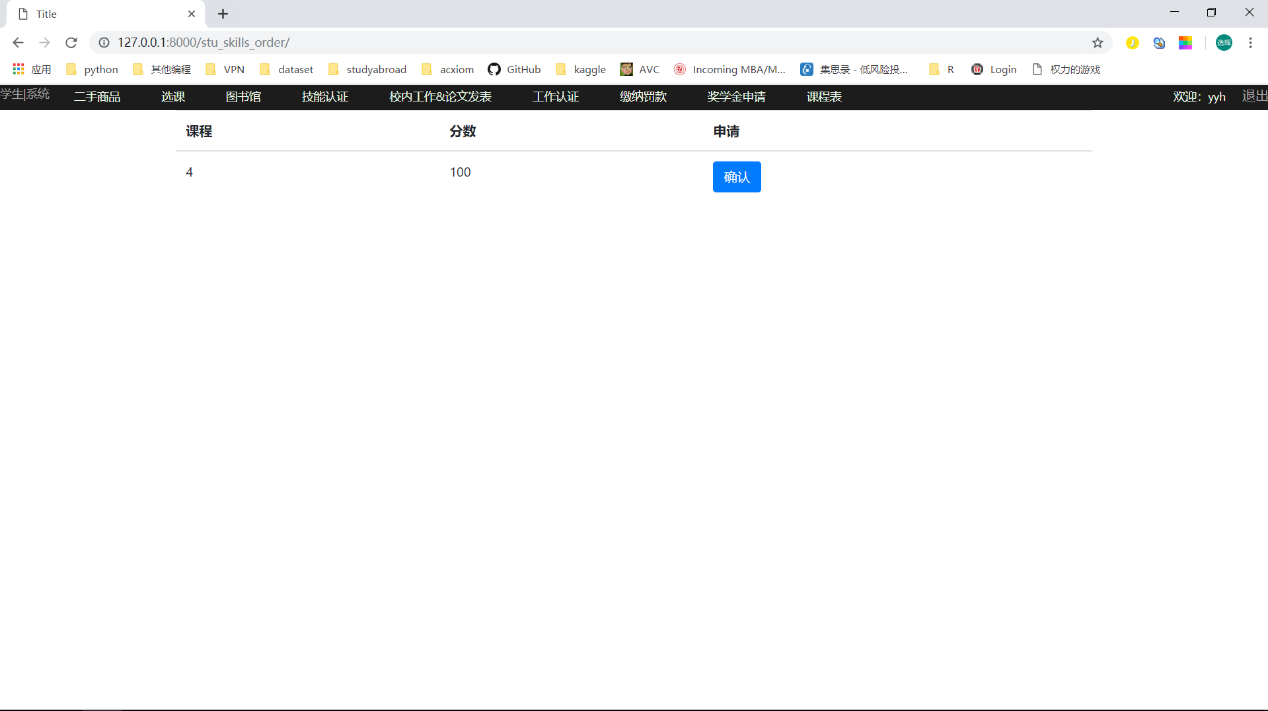 Title
127.0.0.1:8000/stu_skills_order/
应用 python 其他编程 VPN dataset studyabroad acxiom GitHub kaggle AVC Incoming MBA/M... 集思录 - 低风险投... R Login 权力的游戏
学生|系统 二手商品 选课 图书馆 技能认证 校内工作&论文发表 工作认证 缴纳罚款 奖学金申请 课程表 欢迎：yyh 退出
课程 分数 申请
4 100 确认